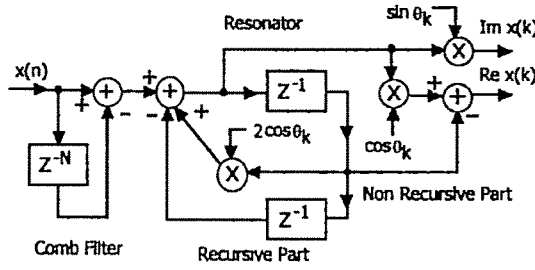 Resonator
sin θk
Im x(k)
x(n)
Z-1
Re x(k)
2cosθk
cosθk
Z-N
Z-1
Non Recursive Part
Comb Filter
Recursive Part